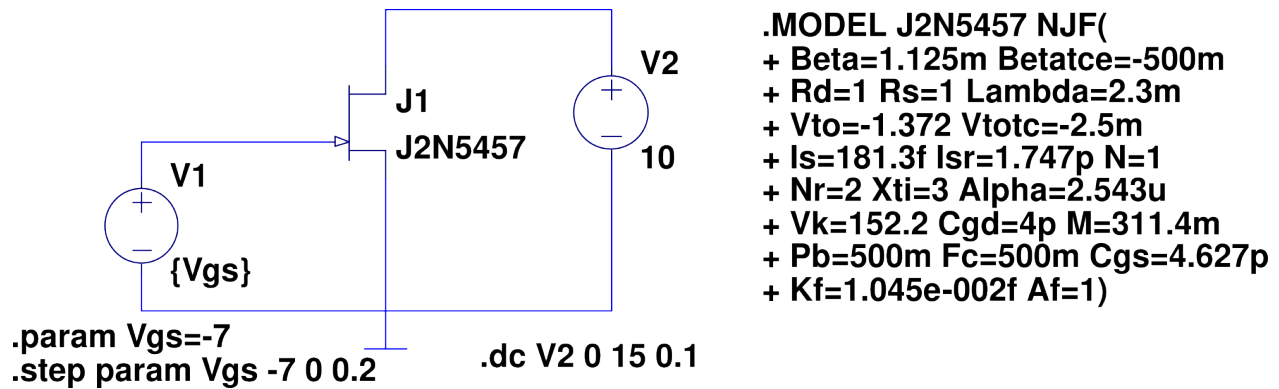 V1
{Vgs}
J1
J2N5457
V2
10
.param Vgs=-7
.step param Vgs -7 0 0.2
.dc V2 0 15 0.1
.MODEL J2N5457 NJF(
+ Beta=1.125m Betatce=-500m
+ Rd=1 Rs=1 Lambda=2.3m
+ Vto=-1.372 Vtotc=-2.5m
+ Is=181.3f Isr=1.747p N=1
+ Nr=2 Xti=3 Alpha=2.543u
+ Vk=152.2 Cgd=4p M=311.4m
+ Pb=500m Fc=500m Cgs=4.627p
+ Kf=1.045e-002f Af=1)